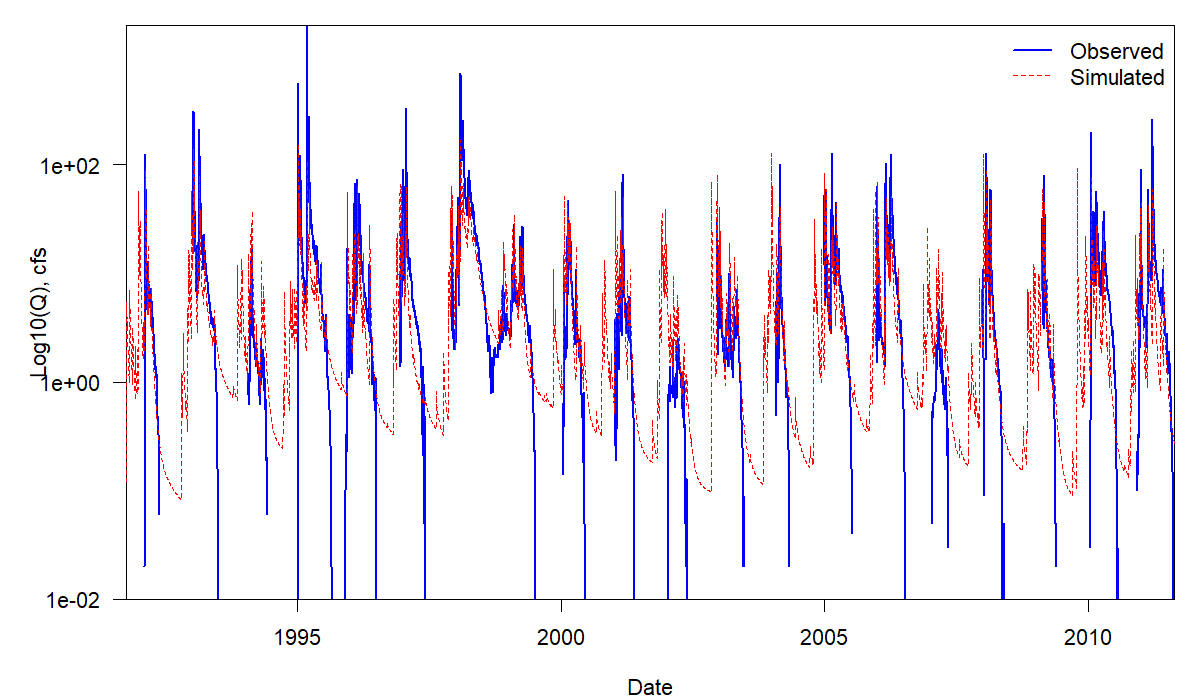 Observed
Simulated
Log10(Q), cfs
1e+02
1e+00
1e-02
1995
2000
2005
2010
Date